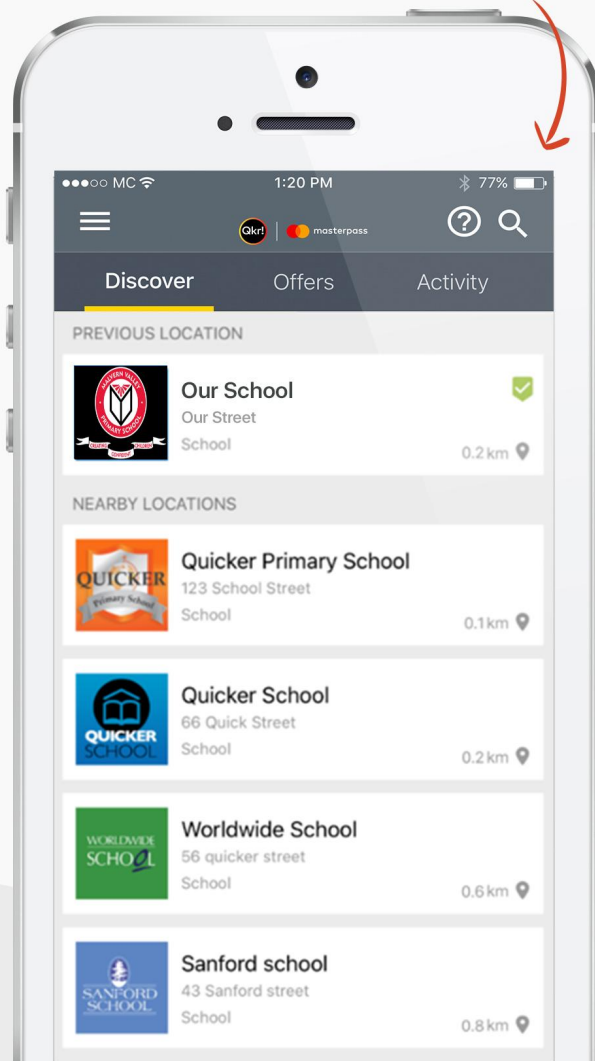 MC 1:20 PM 77%
Qkr! masterpass
Discover Offers Activity
PREVIOUS LOCATION
MALVERN VALLEY
PRIMARY SCHOOL
CREATIVE CHILDREN
CONFIDENT
Our School
Our Street
School
0.2 km
NEARBY LOCATIONS
QUICKER
Primary School
Quicker Primary School
123 School Street
School
0.1 km
QUICKER
SCHOOL
Quicker School
66 Quick Street
School
0.2 km
WORLDWIDE
SCHOOL
Worldwide School
56 quicker street
School
0.6 km
SANFORD
SCHOOL
Sanford school
43 Sanford street
School
0.8 km